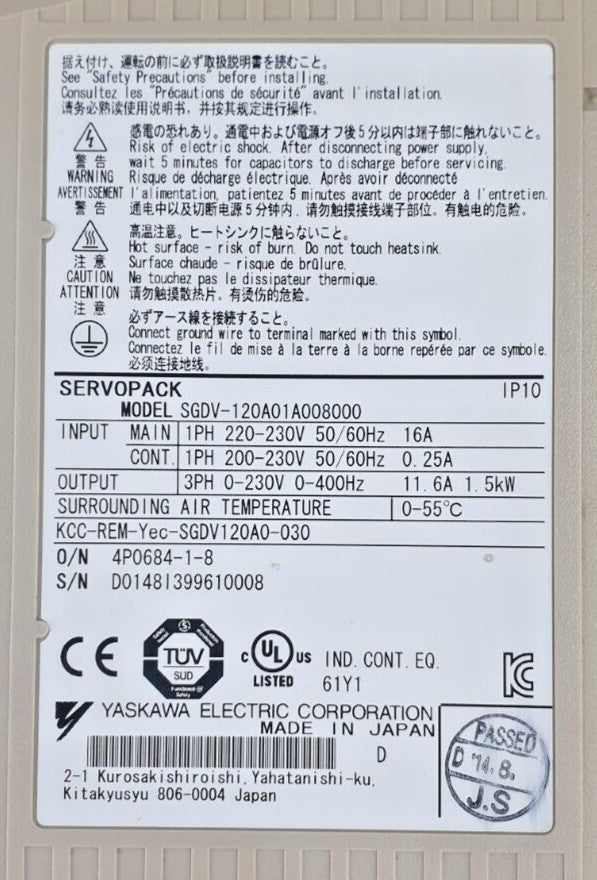 据え付け、運転の前に必ず取扱説明書を読むこと。
See "Safety Precautions" before installing.
Consultez les "Précautions de sécurité" avant l'installation.
请务必熟读使用说明书，并按其规定进行操作。
感電の恐れあり。通電中および電源オフ後5分以内は端子部に触れないこと。
Risk of electric shock. After disconnecting power supply,
警告 wait 5 minutes for capacitors to discharge before servicing.
WARNING Risque de décharge électrique. Après avoir déconnecté
AVERTISSEMENT l'alimentation, patientez 5 minutes avant de procéder à l'entretien.
警告 通电中以及切断电源5分钟内，请勿触摸接线端子部位。有触电的危险。
高温注意。ヒートシンクに触らないこと。
Hot surface - risk of burn. Do not touch heatsink.
注意 Surface chaude - risque de brûlure.
CAUTION Ne touchez pas le dissipateur thermique.
ATTENTION 请勿触摸散热片。有烫伤的危险。
注意
必ずアース線を接続すること。
Connect ground wire to terminal marked with this symbol.
Connectez le fil de mise à la terre à la borne repérée par ce symbole.
必须连接地线。
SERVOPACK IP10
MODEL SGDV-120A01A008000
INPUT MAIN 1PH 220-230V 50/60Hz 16A
CONT. 1PH 200-230V 50/60Hz 0.25A
OUTPUT 3PH 0-230V 0-400Hz 11.6A 1.5kW
SURROUNDING AIR TEMPERATURE 0-55℃
KCC-REM-Yec-SGDV120A0-030
O/N 4P0684-1-8
S/N D0148I399610008
CE
TÜV
SUD
Functional
Safety
C UL US
LISTED
IND. CONT. EQ.
61Y1
YASKAWA ELECTRIC CORPORATION
MADE IN JAPAN
D
2-1 Kurosakishiroishi, Yahatanishi-ku,
Kitakyusyu 806-0004 Japan
PASSED
D '14.8.
J.S